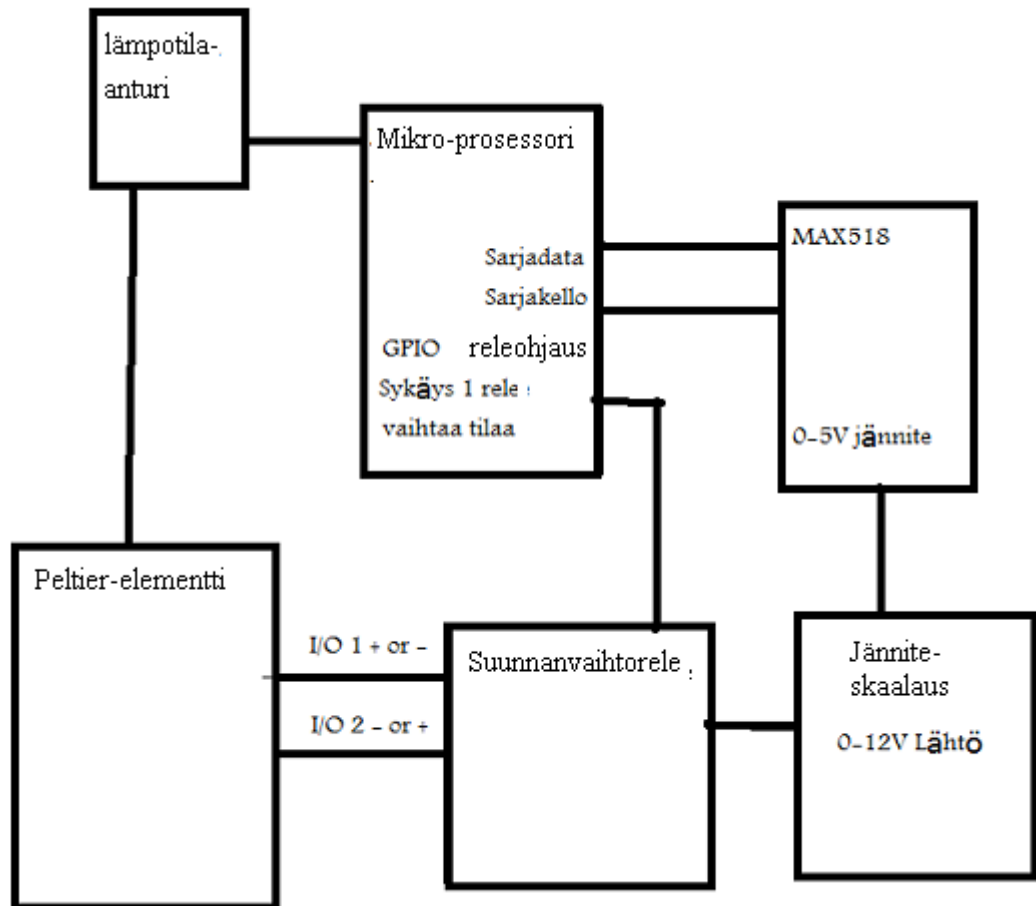 lämpotila-
anturi
Mikro-prosessori
Sarjadata
Sarjakello
GPIO releohjaus
Sykäys 1 rele
vaihtaa tilaa
MAX518
0-5V jännite
Peltier-elementti
I/O 1 + or -
I/O 2 - or +
Suunnanvaihtorele
Jännite-
skaalaus
0-12V Lähtö